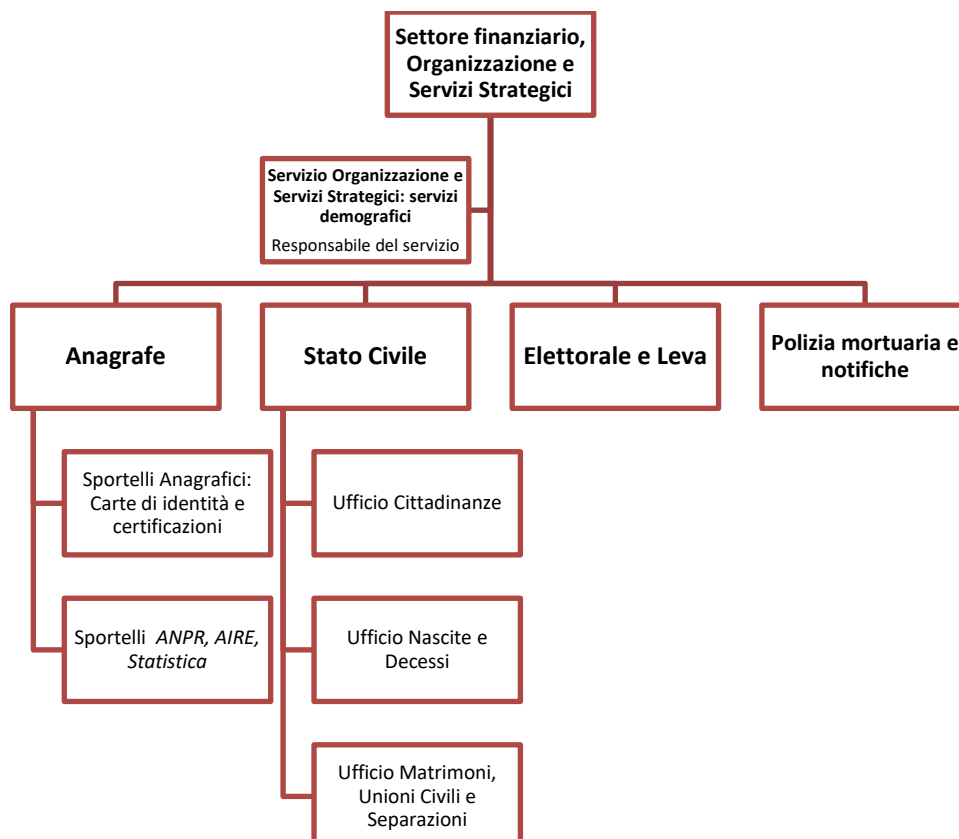 Settore finanziario,
Organizzazione e
Servizi Strategici
Servizio Organizzazione e
Servizi Strategici: servizi
demografici
Responsabile del servizio
Anagrafe
Stato Civile
Elettorale e Leva
Polizia mortuaria e
notifiche
Sportelli Anagrafici:
Carte di identità e
certificazioni
Ufficio Cittadinanze
Sportelli ANPR, AIRE,
Statistica
Ufficio Nascite e
Decessi
Ufficio Matrimoni,
Unioni Civili e
Separazioni